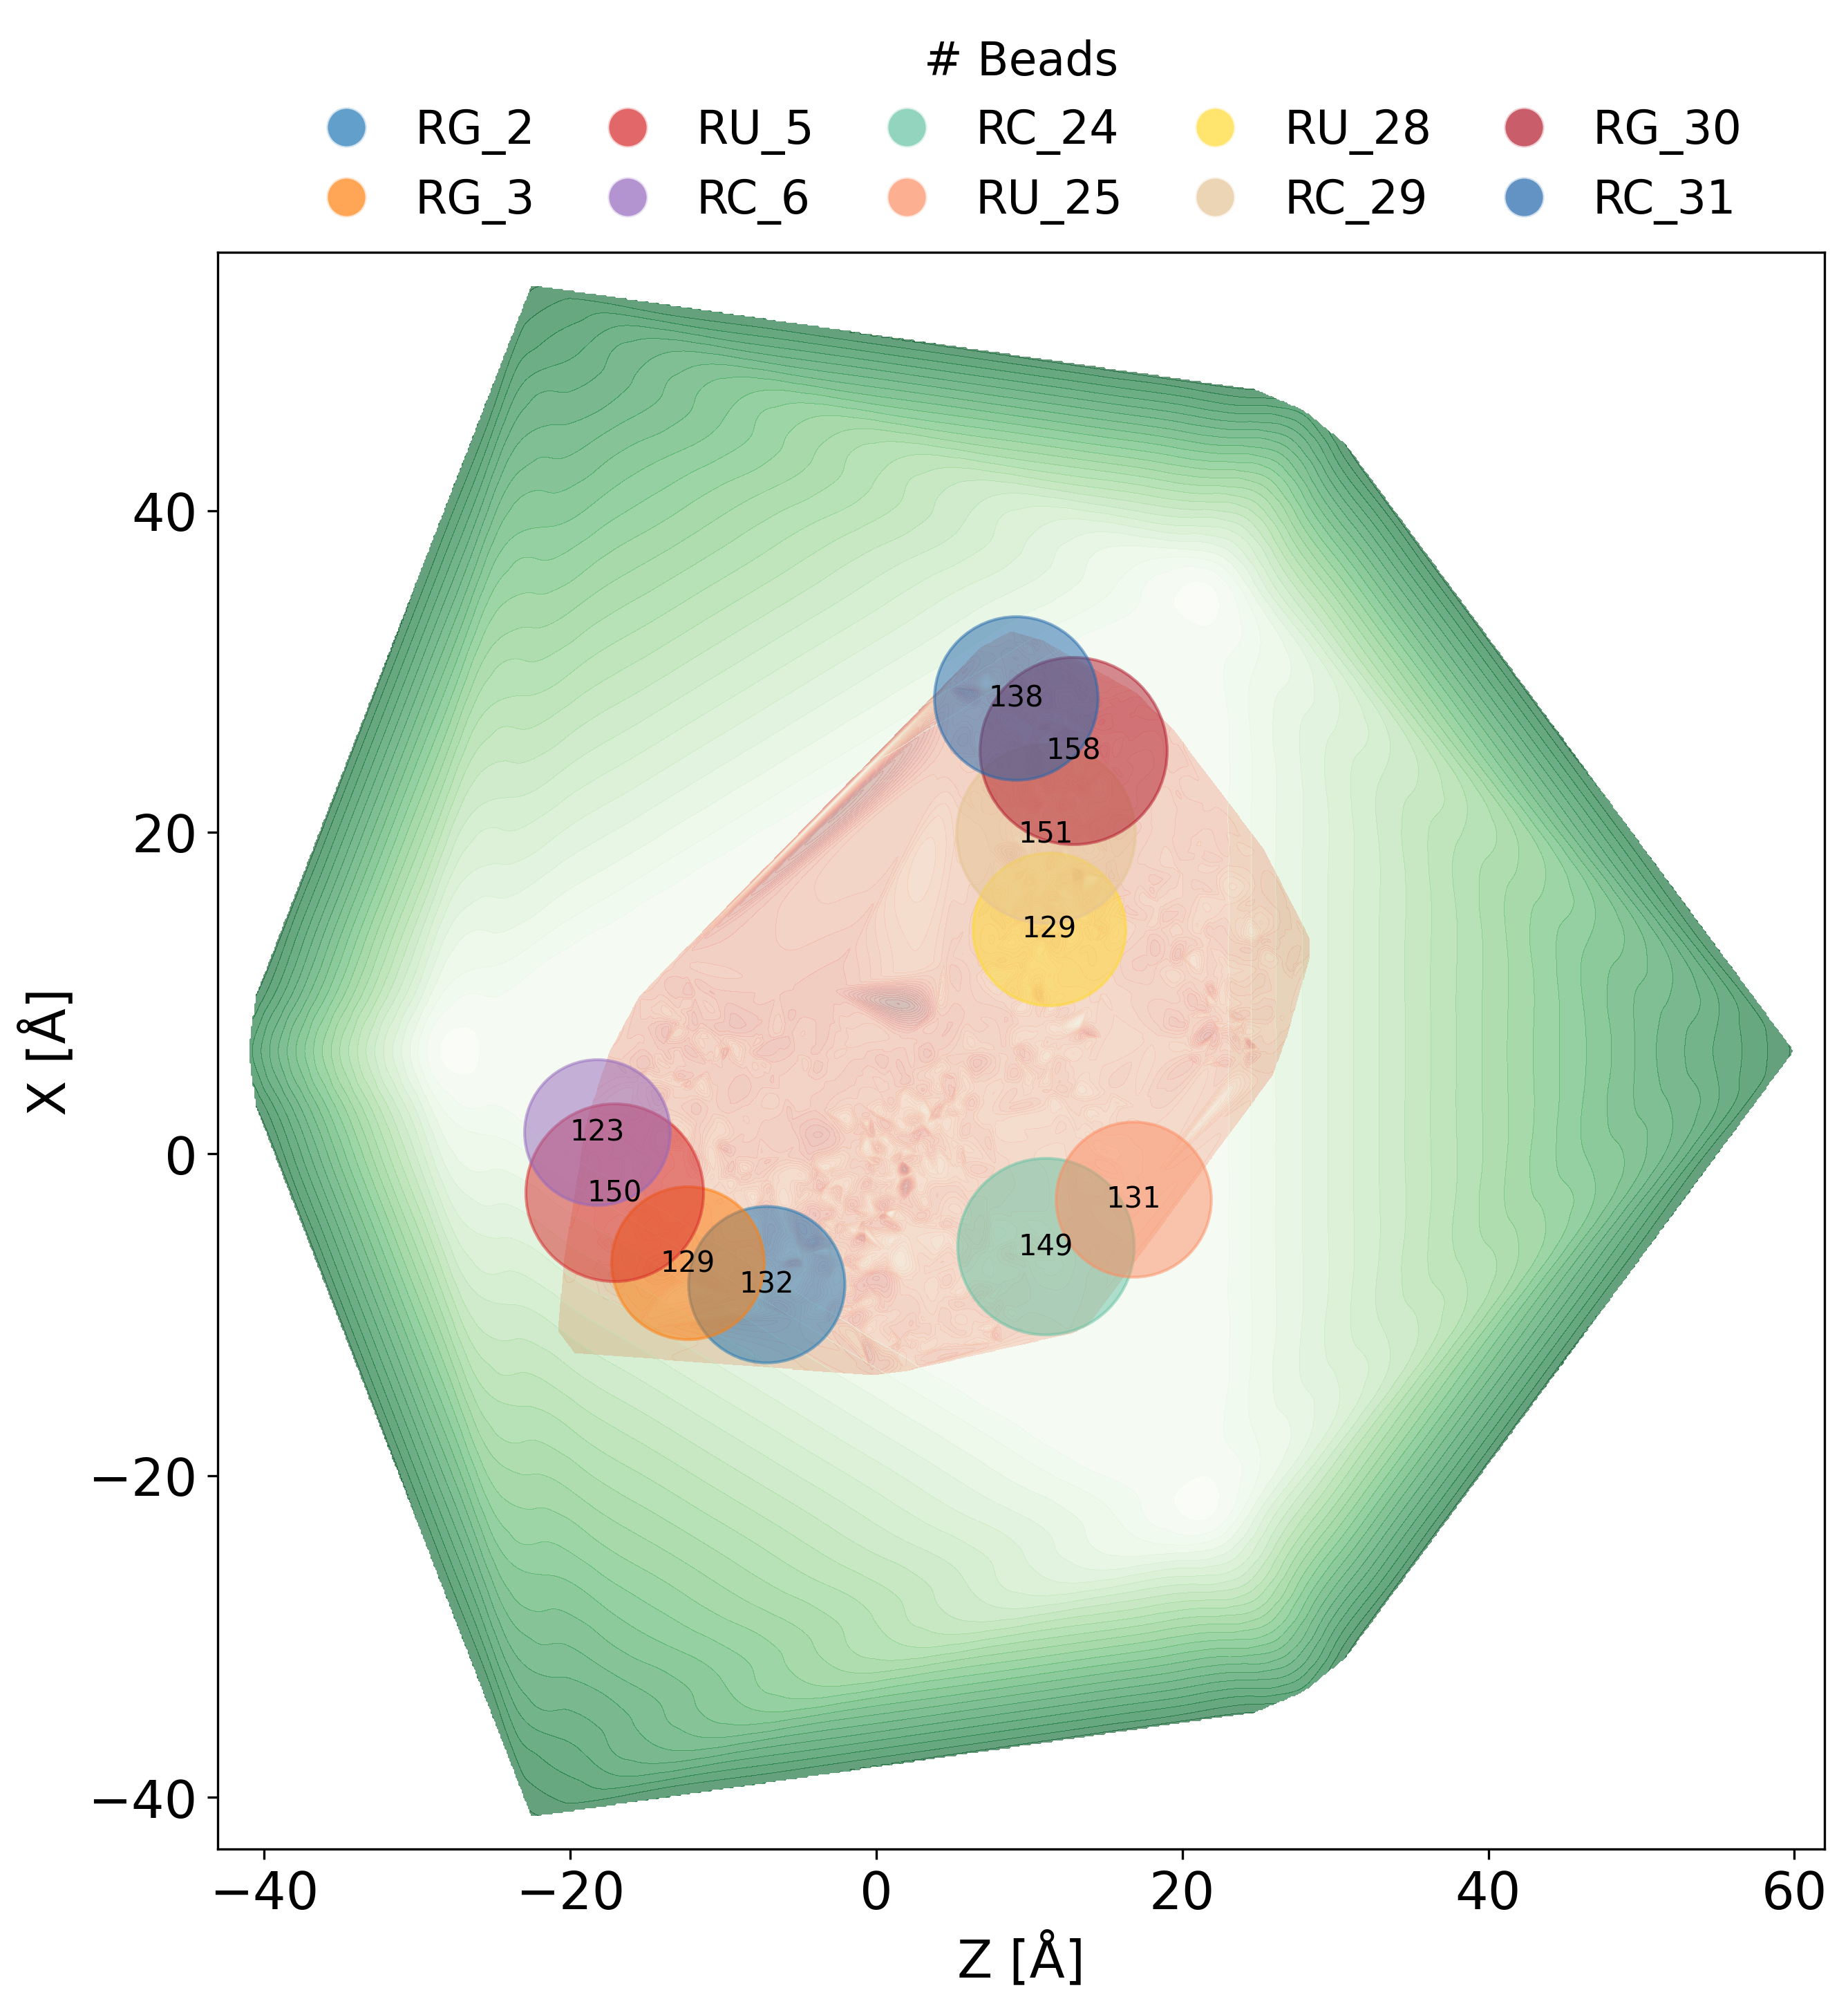 # Beads
RG_2 RU_5 RC_24 RU_28 RG_30
RG_3 RC_6 RU_25 RC_29 RC_31
40
20
0
−20
−40
X [Å]
138
158
151
129
123
150
129
132
131
149
−40 −20 0 20 40 60
Z [Å]